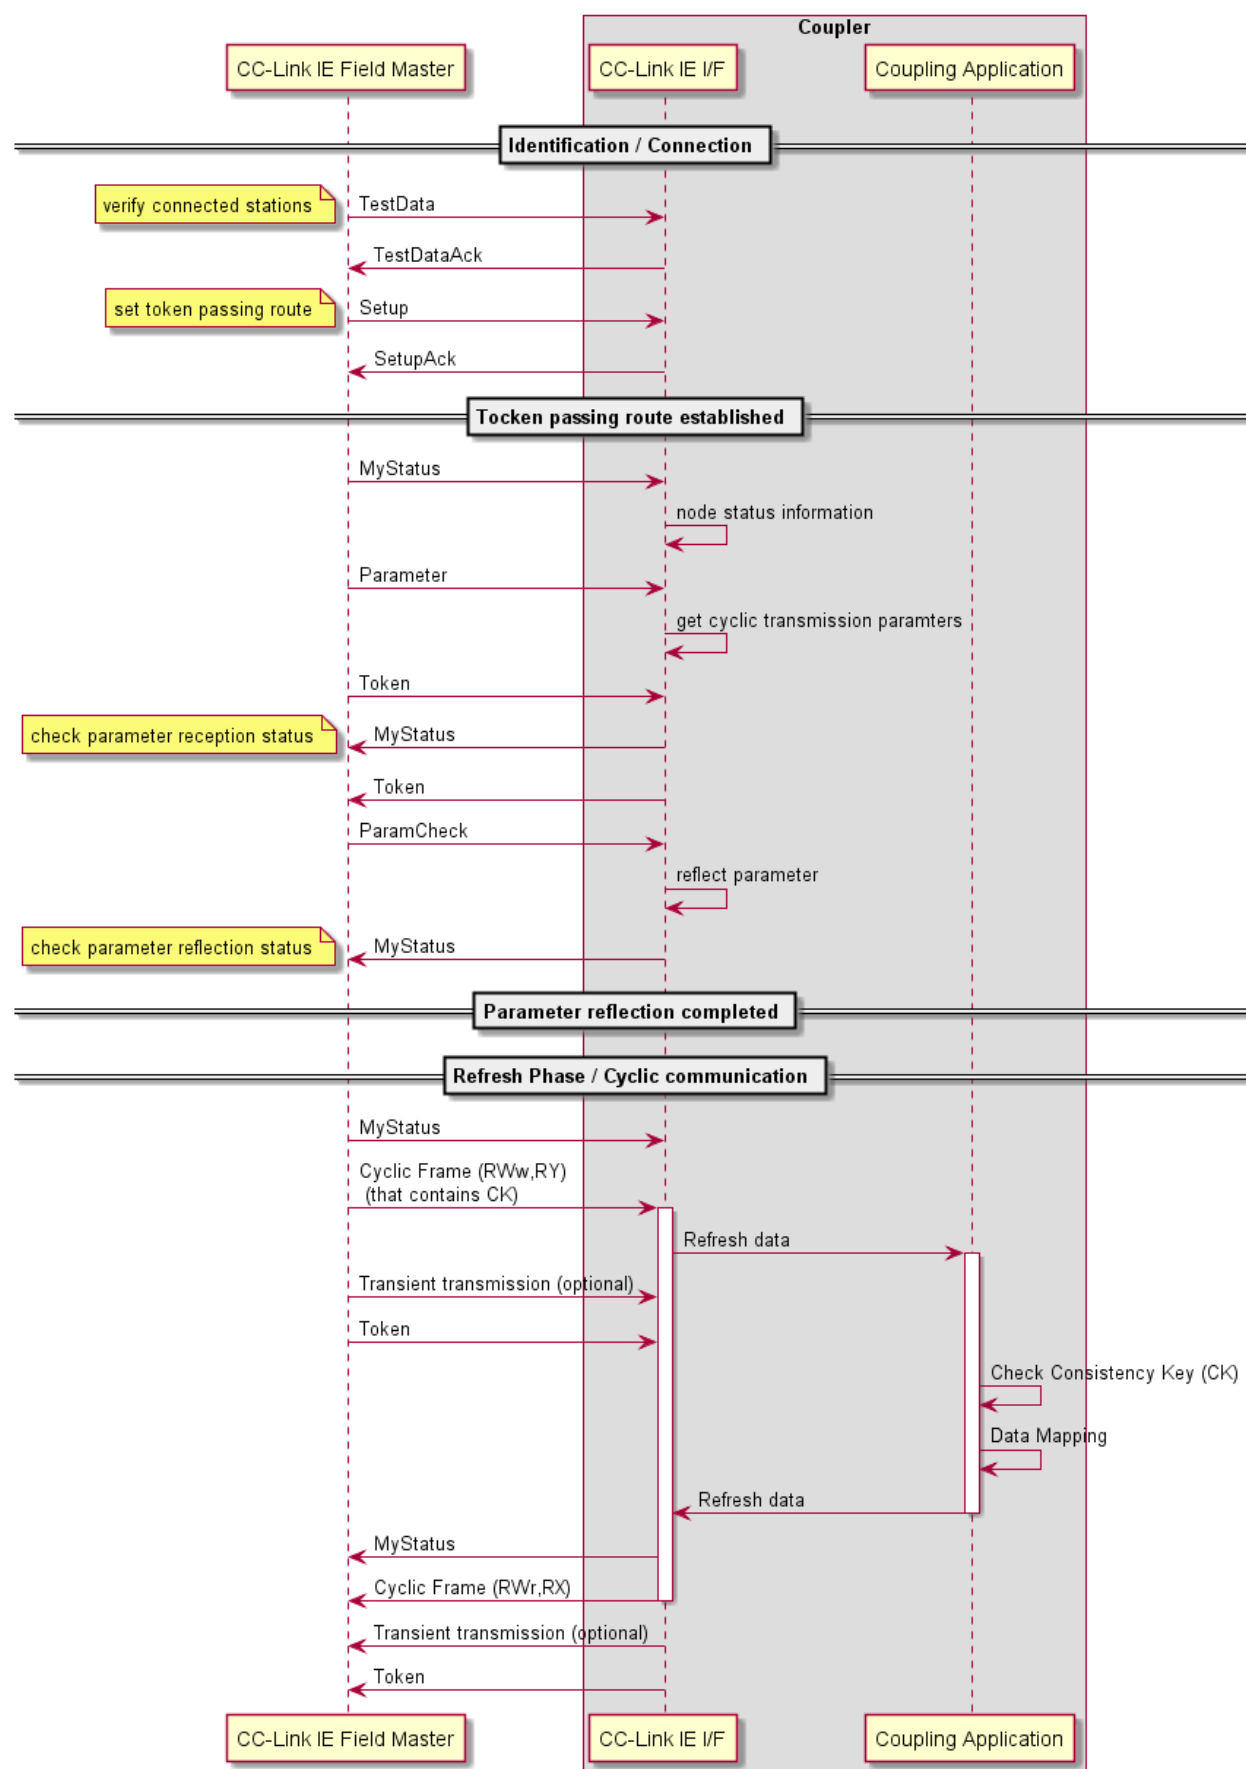 Coupler
CC-Link IE Field Master
CC-Link IE I/F
Coupling Application
Identification / Connection
verify connected stations
TestData
TestDataAck
set token passing route
Setup
SetupAck
Tocken passing route established
MyStatus
node status information
Parameter
get cyclic transmission paramters
Token
check parameter reception status
MyStatus
Token
ParamCheck
reflect parameter
check parameter reflection status
MyStatus
Parameter reflection completed
Refresh Phase / Cyclic communication
MyStatus
Cyclic Frame (RWw,RY)
(that contains CK)
Refresh data
Transient transmission (optional)
Token
Check Consistency Key (CK)
Data Mapping
Refresh data
MyStatus
Cyclic Frame (RWr,RX)
Transient transmission (optional)
Token
CC-Link IE Field Master
CC-Link IE I/F
Coupling Application